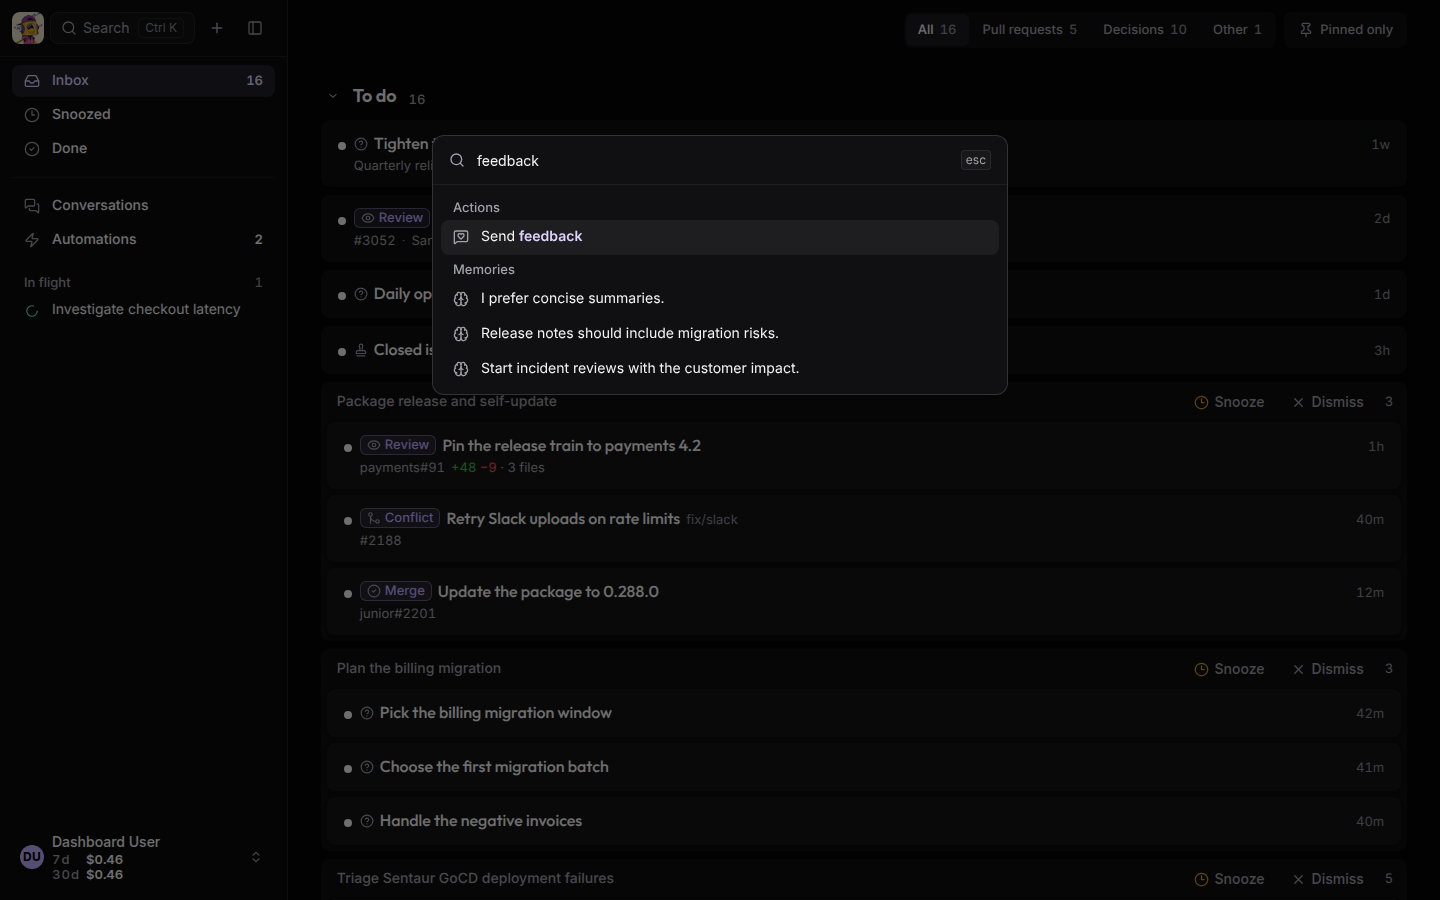 Search Ctrl K
Inbox 16
Snoozed
Done
Conversations
Automations 2
In flight 1
Investigate checkout latency
Dashboard User
DU
7d $0.46
30d $0.46
All 16 Pull requests 5 Decisions 10 Other 1 Pinned only
To do 16
Tighten 1w
Quarterly reli
Review 2d
#3052 · Sar
Daily op 1d
Closed is 3h
feedback esc
Actions
Send feedback
Memories
I prefer concise summaries.
Release notes should include migration risks.
Start incident reviews with the customer impact.
Package release and self-update Snooze Dismiss 3
Review Pin the release train to payments 4.2 1h
payments#91 +48 −9 · 3 files
Conflict Retry Slack uploads on rate limits fix/slack 40m
#2188
Merge Update the package to 0.288.0 12m
junior#2201
Plan the billing migration Snooze Dismiss 3
Pick the billing migration window 42m
Choose the first migration batch 41m
Handle the negative invoices 40m
Triage Sentaur GoCD deployment failures Snooze Dismiss 5